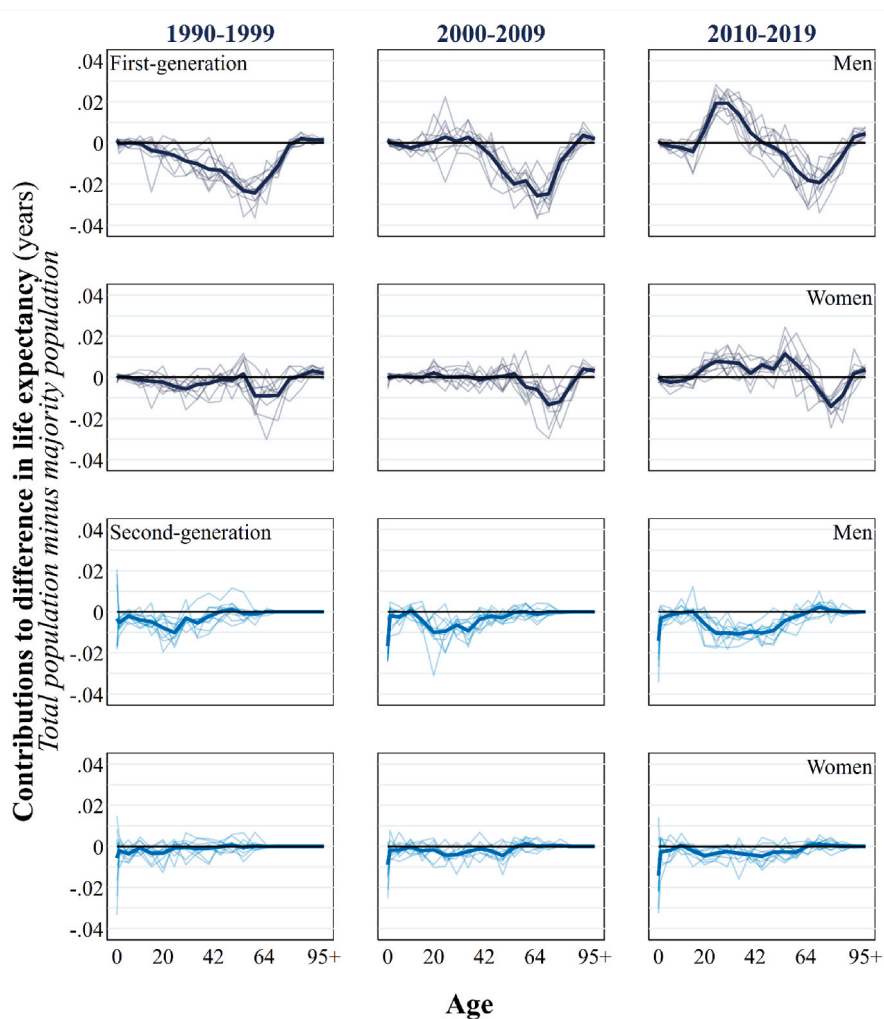 1990-1999 2000-2009 2010-2019
Contributions to difference in life expectancy (years)
Total population minus majority population
First-generation
Men
.04
.02
0
-.02
-.04
Women
.04
.02
0
-.02
-.04
Second-generation
Men
.04
.02
0
-.02
-.04
Women
.04
.02
0
-.02
-.04
0 20 42 64 95+ 0 20 42 64 95+ 0 20 42 64 95+
Age